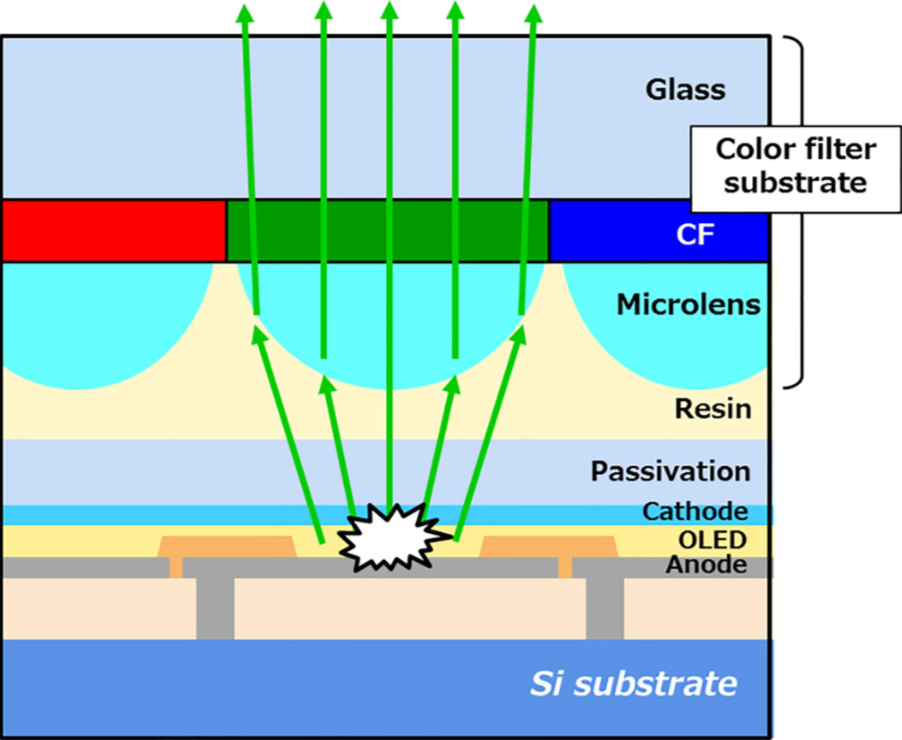 Glass
Color filter
substrate
CF
Microlens
Resin
Passivation
Cathode
OLED
Anode
Si substrate